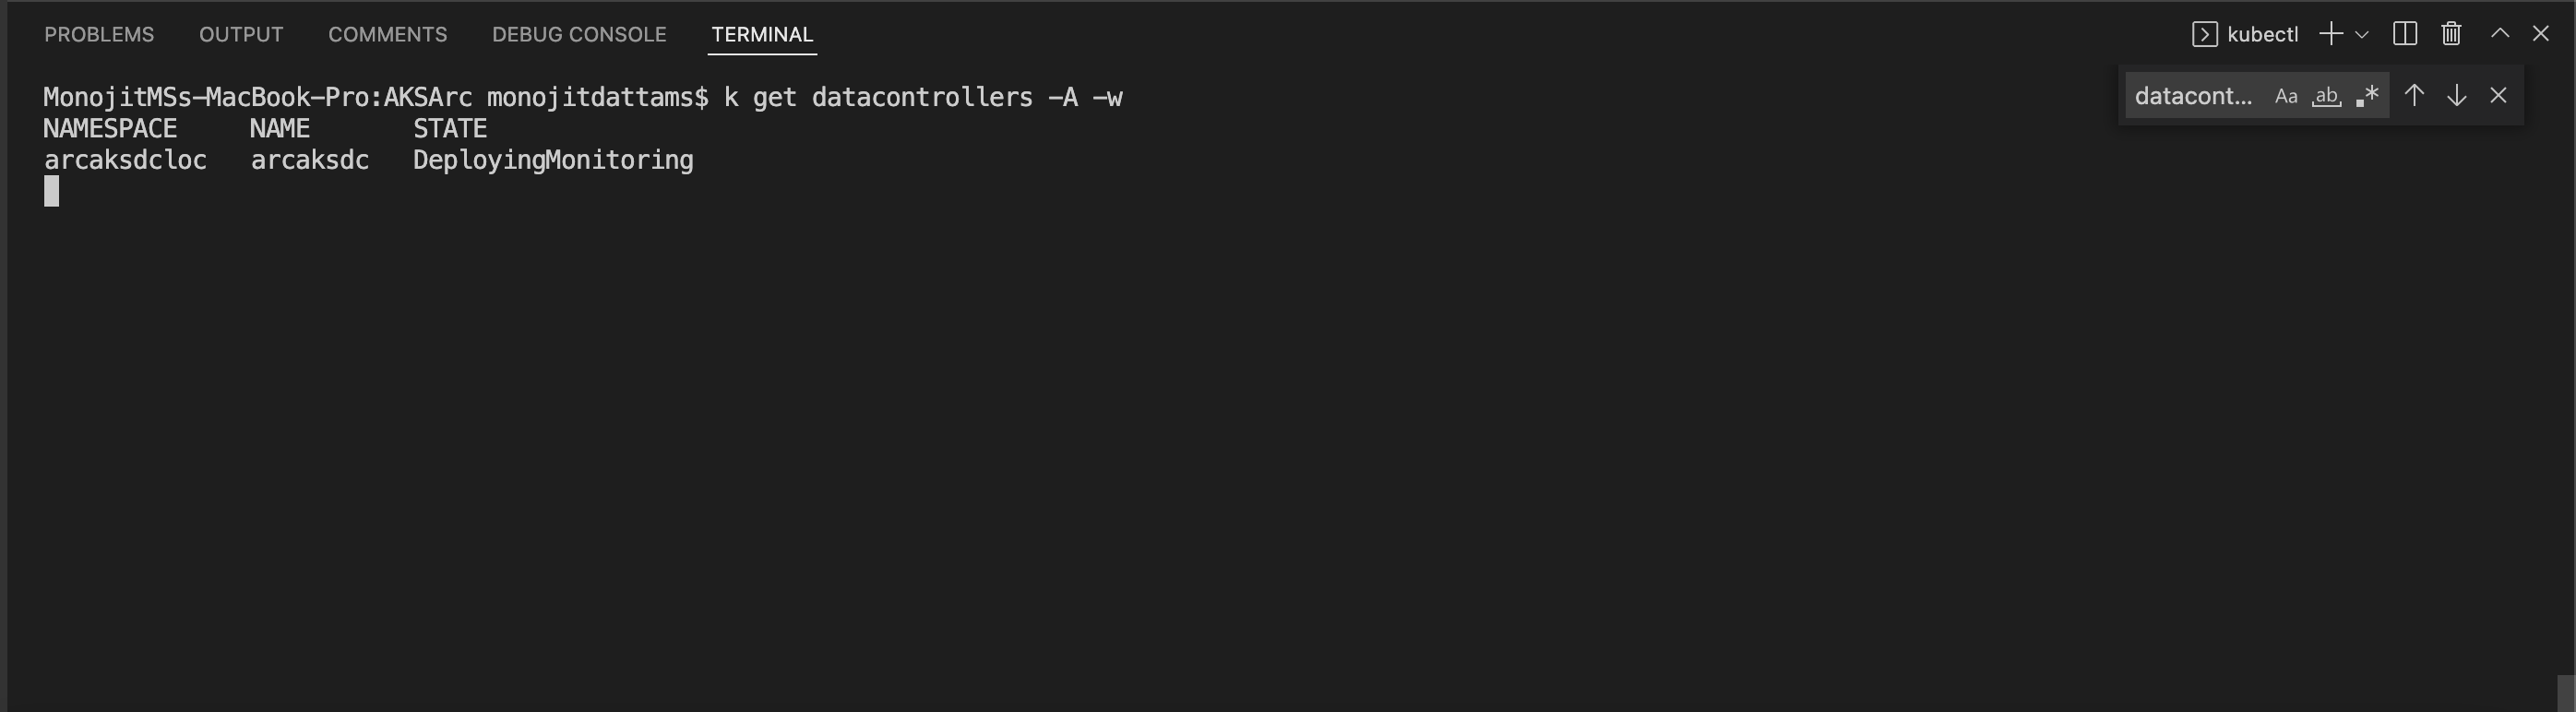 PROBLEMS OUTPUT COMMENTS DEBUG CONSOLE TERMINAL kubectl
datacont... Aa ab .*
MonojitMSs-MacBook-Pro:AKSArc monojitdattams$ k get datacontrollers -A -w
NAMESPACE NAME STATE
arcaksdcloc arcaksdc DeployingMonitoring